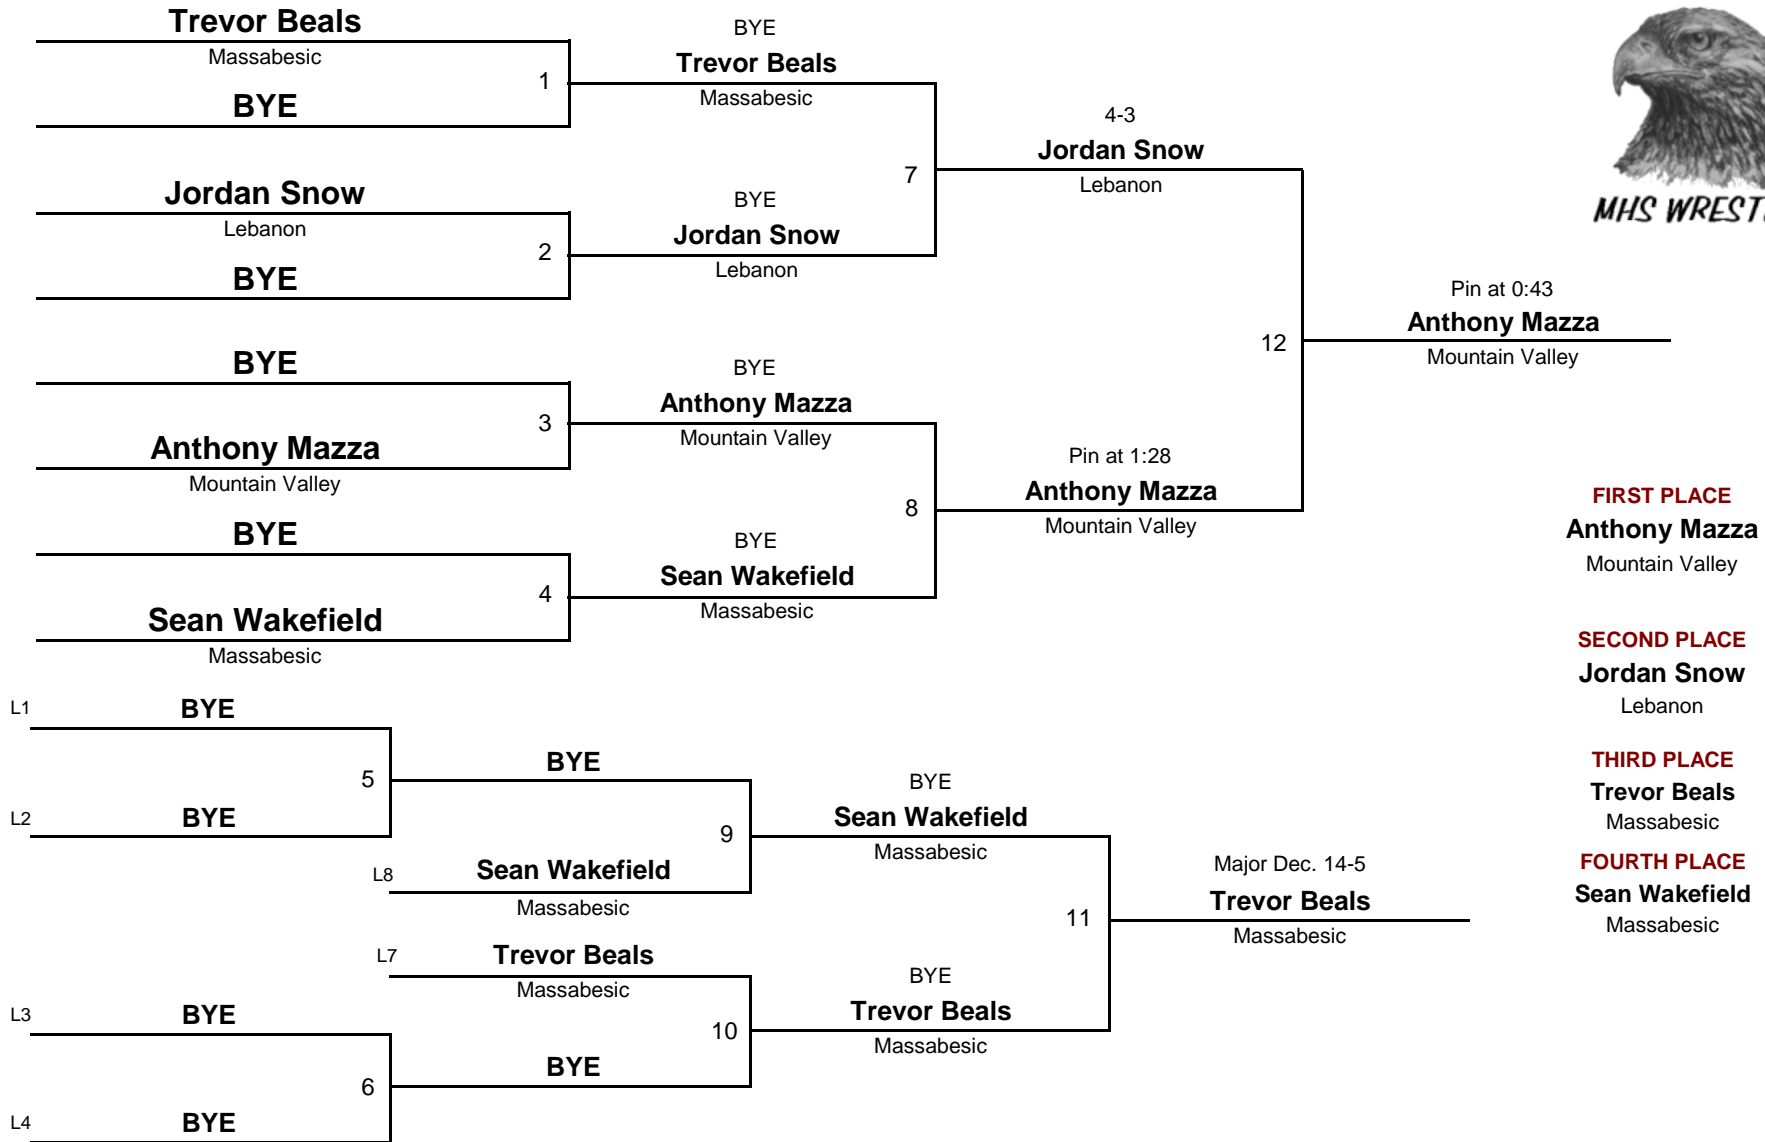 Trevor Beals
Massabesic
1
BYE
BYE
Trevor Beals
Massabesic
Jordan Snow
Lebanon
2
BYE
BYE
Jordan Snow
Lebanon
7
4-3
Jordan Snow
Lebanon
BYE
3
Anthony Mazza
Mountain Valley
BYE
Anthony Mazza
Mountain Valley
BYE
4
Sean Wakefield
Massabesic
BYE
Sean Wakefield
Massabesic
8
Pin at 1:28
Anthony Mazza
Mountain Valley
12
Pin at 0:43
Anthony Mazza
Mountain Valley
MHS
FIRST PLACE
Anthony Mazza
Mountain Valley
SECOND PLACE
Jordan Snow
Lebanon
THIRD PLACE
Trevor Beals
Massabesic
FOURTH PLACE
Sean Wakefield
Massabesic
L1
BYE
5
L2
BYE
BYE
9
L8
Sean Wakefield
Massabesic
BYE
Sean Wakefield
Massabesic
L7
Trevor Beals
Massabesic
10
L3
BYE
6
L4
BYE
BYE
BYE
Trevor Beals
Massabesic
11
Major Dec. 14-5
Trevor Beals
Massabesic